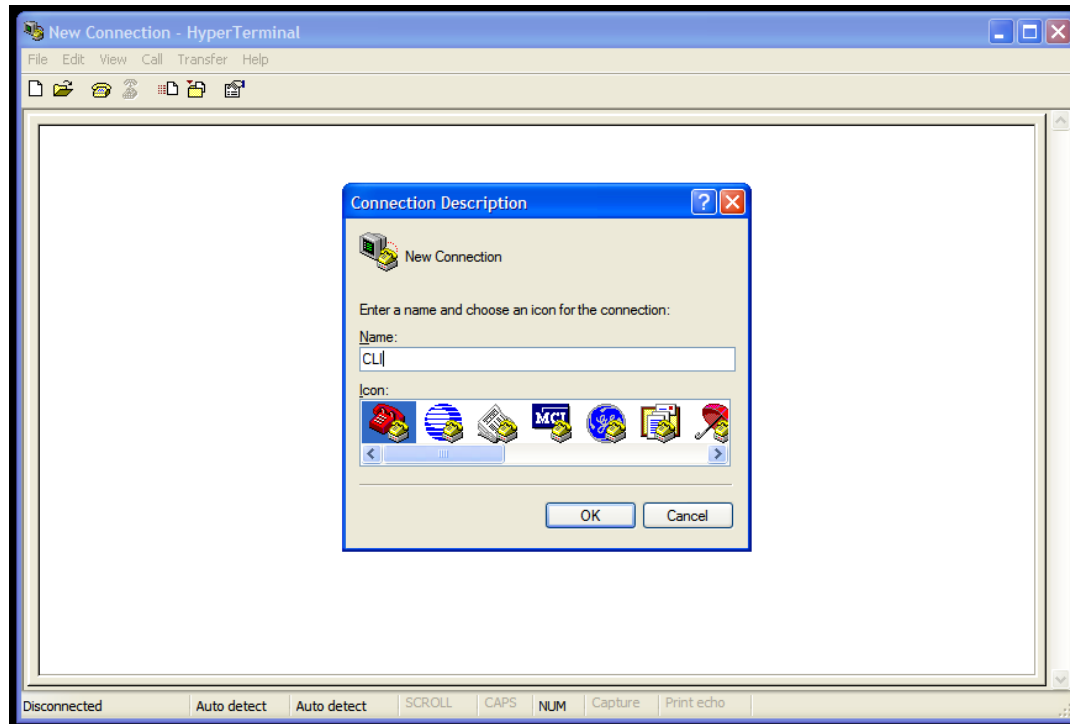 New Connection - HyperTerminal
File Edit View Call Transfer Help
Connection Description
New Connection
Enter a name and choose an icon for the connection:
Name:
CLI
Icon:
MCI
OK Cancel
Disconnected Auto detect Auto detect SCROLL CAPS NUM Capture Print echo